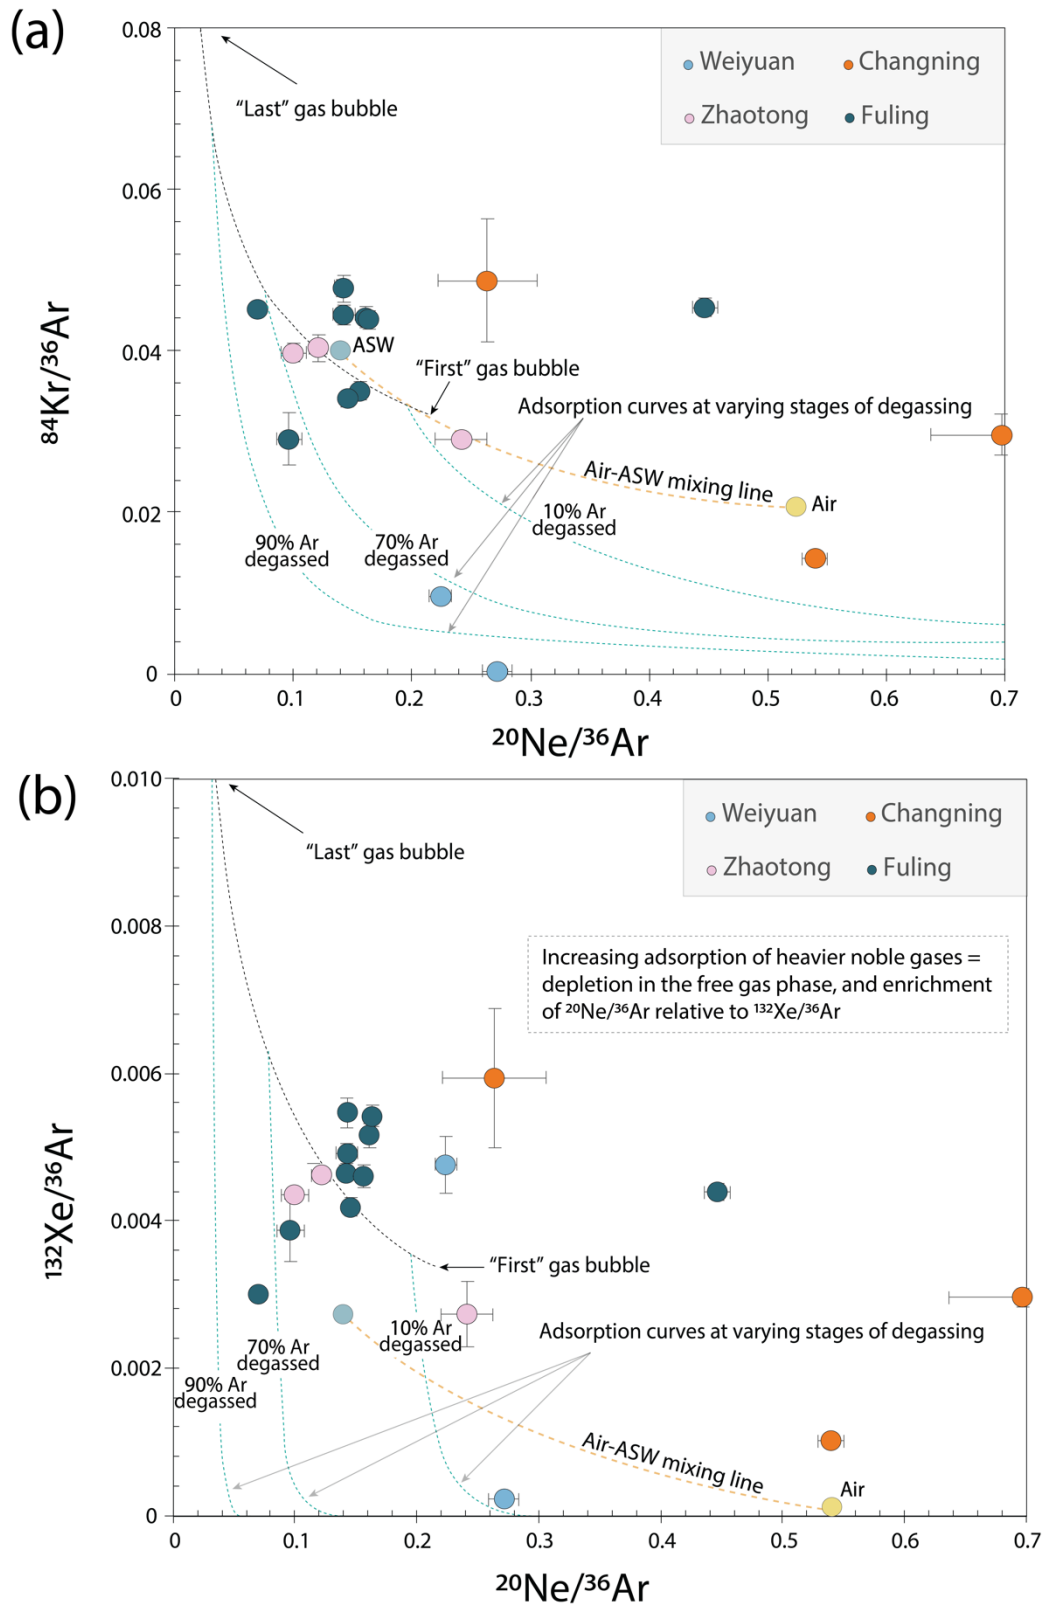 (a)
0.08
0.06
0.04
0.02
0
⁸⁴Kr/³⁶Ar
"Last" gas bubble
Weiyuan
Changning
Zhaotong
Fuling
ASW
"First" gas bubble
Adsorption curves at varying stages of degassing
Air-ASW mixing line
Air
90% Ar
degassed
70% Ar
degassed
10% Ar
degassed
0 0.1 0.2 0.3 0.4 0.5 0.6 0.7
²⁰Ne/³⁶Ar
(b)
0.010
0.008
0.006
0.004
0.002
0
¹³²Xe/³⁶Ar
"Last" gas bubble
Weiyuan
Changning
Zhaotong
Fuling
Increasing adsorption of heavier noble gases =
depletion in the free gas phase, and enrichment
of ²⁰Ne/³⁶Ar relative to ¹³²Xe/³⁶Ar
"First" gas bubble
Adsorption curves at varying stages of degassing
10% Ar
degassed
70% Ar
degassed
90% Ar
degassed
Air-ASW mixing line
Air
0 0.1 0.2 0.3 0.4 0.5 0.6 0.7
²⁰Ne/³⁶Ar